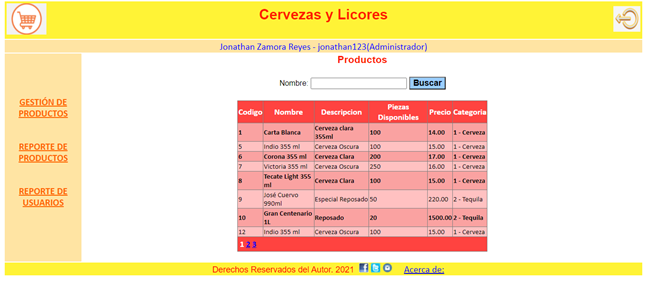 Cervezas y Licores
Jonathan Zamora Reyes - jonathan123(Administrador)
GESTIÓN DE
PRODUCTOS
REPORTE DE
PRODUCTOS
REPORTE DE
USUARIOS
Productos
Nombre: Buscar
Codigo Nombre Descripcion Piezas Disponibles Precio Categoria
1 Carta Blanca Cerveza clara 355ml 100 14.00 1 - Cerveza
5 Indio 355 ml Cerveza Oscura 100 15.00 1 - Cerveza
6 Corona 355 ml Cerveza Clara 200 17.00 1 - Cerveza
7 Victoria 355 ml Cerveza Oscura 250 16.00 1 - Cerveza
8 Tecate Light 355 ml Cerveza Clara 100 15.00 1 - Cerveza
9 José Cuervo 990ml Especial Reposado 50 220.00 2 - Tequila
10 Gran Centenario 1L Reposado 20 1500.00 2 - Tequila
12 Indio 355 ml Cerveza Oscura 100 15.00 1 - Cerveza
1 2 3
Derechos Reservados del Autor. 2021 Acerca de: